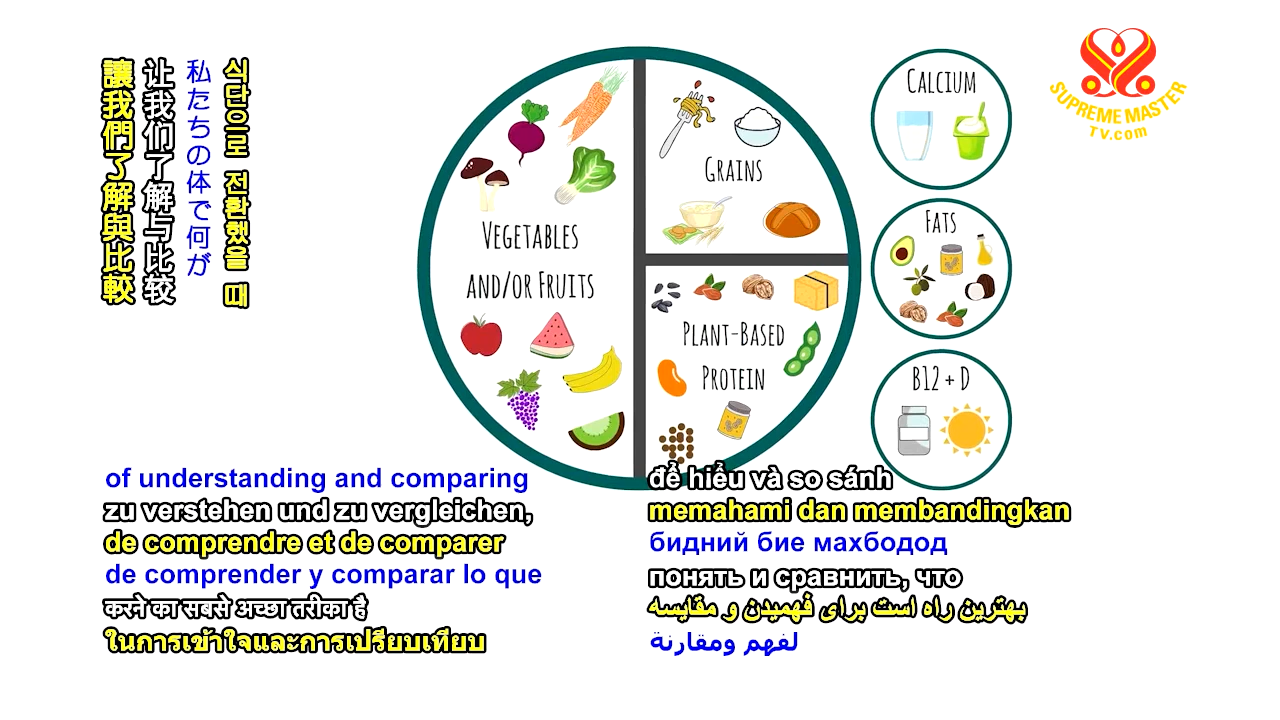 讓我們了解與比較
让我们了解与比较
私たちの体で何が
식단으로 전환했을 때
VEGETABLES
AND/OR FRUITS
GRAINS
PLANT-BASED
PROTEIN
CALCIUM
FATS
B12 + D
SUPREME MASTER
TV.com
of understanding and comparing
zu verstehen und zu vergleichen,
de comprendre et de comparer
de comprender y comparar lo que
करने का सबसे अच्छा तरीका है
ในการเข้าใจและการเปรียบเทียบ
để hiểu và so sánh
memahami dan membandingkan
бидний бие махбодод
понять и сравнить, что
بهترین راه است برای فهمیدن و مقایسه
لفهم ومقارنة